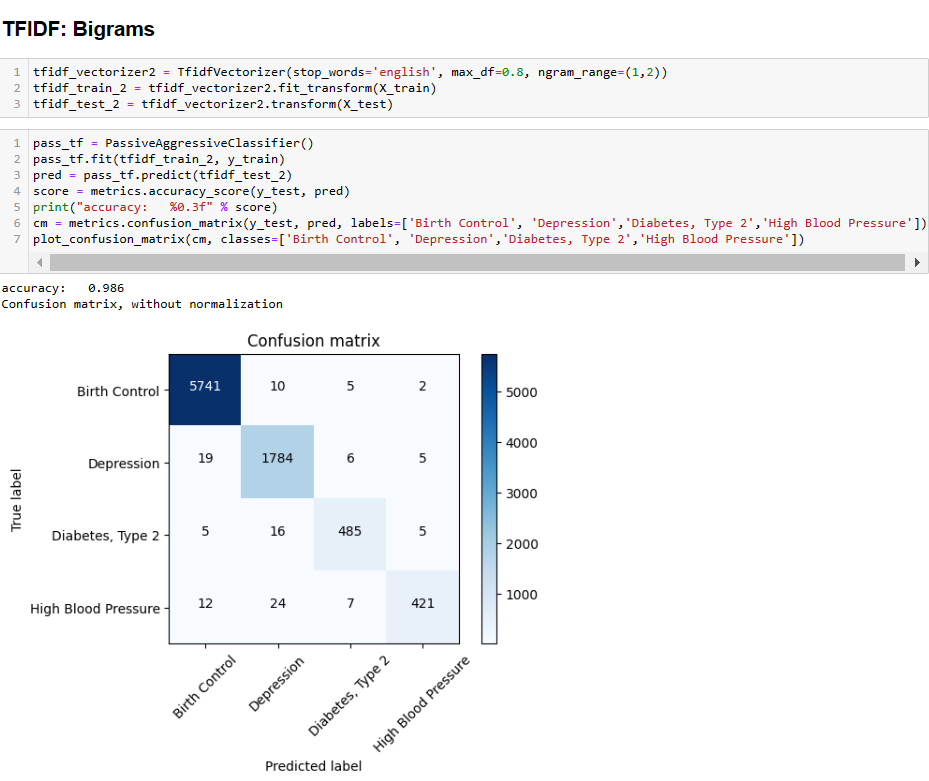 TFIDF: Bigrams
1 tfidf_vectorizer2 = TfidfVectorizer(stop_words='english', max_df=0.8, ngram_range=(1,2))
2 tfidf_train_2 = tfidf_vectorizer2.fit_transform(X_train)
3 tfidf_test_2 = tfidf_vectorizer2.transform(X_test)
1 pass_tf = PassiveAggressiveClassifier()
2 pass_tf.fit(tfidf_train_2, y_train)
3 pred = pass_tf.predict(tfidf_test_2)
4 score = metrics.accuracy_score(y_test, pred)
5 print("accuracy:   %0.3f" % score)
6 cm = metrics.confusion_matrix(y_test, pred, labels=['Birth Control', 'Depression','Diabetes, Type 2','High Blood Pressure'])
7 plot_confusion_matrix(cm, classes=['Birth Control', 'Depression','Diabetes, Type 2','High Blood Pressure'])
accuracy:   0.986
Confusion matrix, without normalization
Confusion matrix
Birth Control 5741 10 5 2
Depression 19 1784 6 5
Diabetes, Type 2 5 16 485 5
High Blood Pressure 12 24 7 421
True label
Birth Control
Depression
Diabetes, Type 2
High Blood Pressure
Predicted label
5000
4000
3000
2000
1000